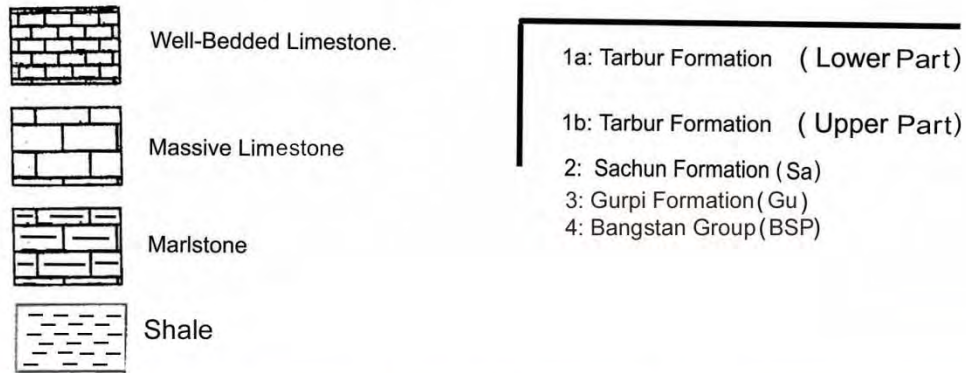 Well-Bedded Limestone.
Massive Limestone
Marlstone
Shale
1a: Tarbur Formation (Lower Part)
1b: Tarbur Formation (Upper Part)
2: Sachun Formation (Sa)
3: Gurpi Formation (Gu)
4: Bangstan Group (BSP)